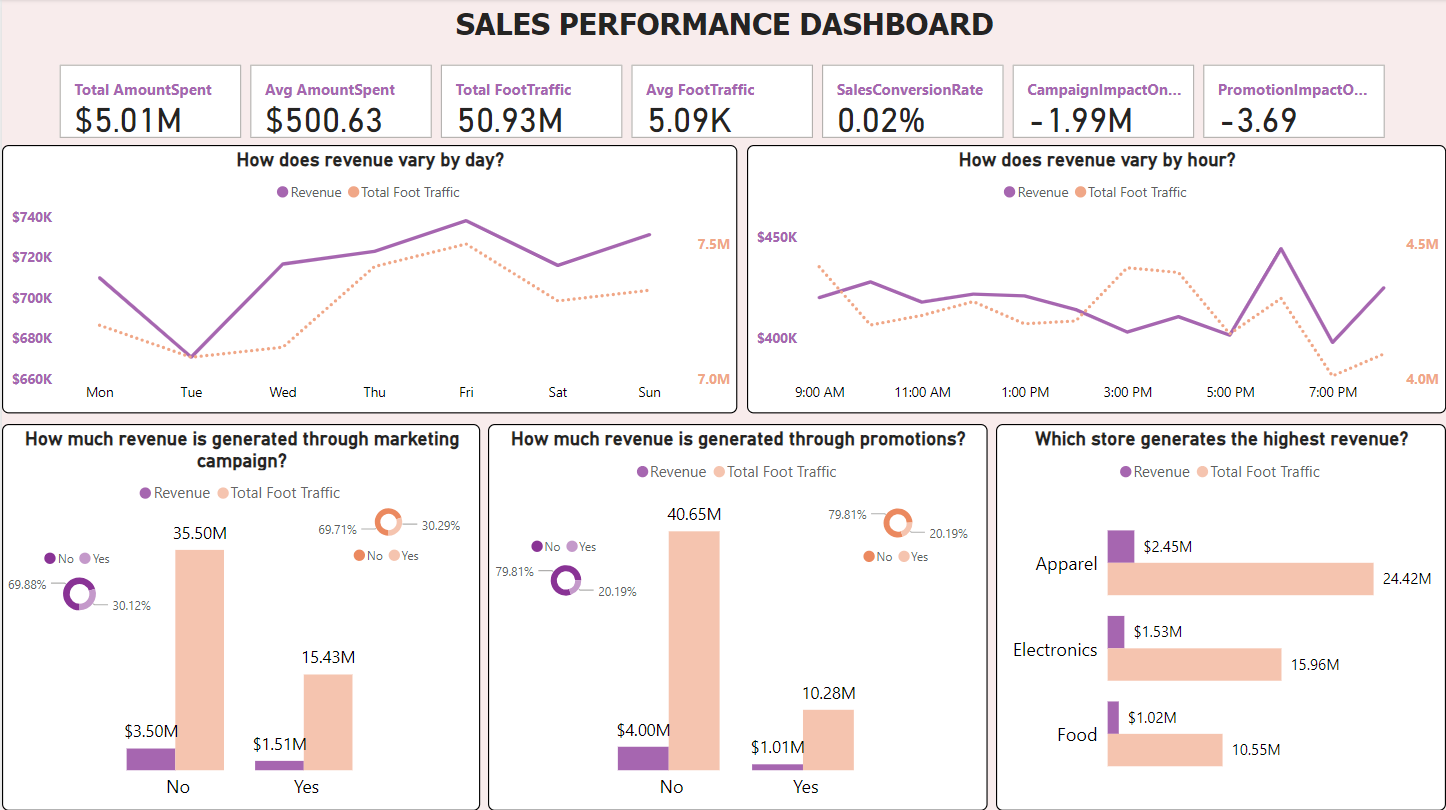 SALES PERFORMANCE DASHBOARD
Total AmountSpent
$5.01M
Avg AmountSpent
$500.63
Total FootTraffic
50.93M
Avg FootTraffic
5.09K
SalesConversionRate
0.02%
CampaignImpactOn...
-1.99M
PromotionImpactO...
-3.69
How does revenue vary by day?
Revenue Total Foot Traffic
$740K
$720K
$700K
$680K
$660K
7.5M
7.0M
Mon Tue Wed Thu Fri Sat Sun
How does revenue vary by hour?
Revenue Total Foot Traffic
$450K
$400K
4.5M
4.0M
9:00 AM 11:00 AM 1:00 PM 3:00 PM 5:00 PM 7:00 PM
How much revenue is generated through marketing
campaign?
Revenue Total Foot Traffic
35.50M
69.71% 30.29%
No Yes
No Yes
69.88%
30.12%
15.43M
$3.50M
$1.51M
No Yes
How much revenue is generated through promotions?
Revenue Total Foot Traffic
40.65M
79.81%
20.19%
No Yes
No Yes
79.81%
20.19%
10.28M
$4.00M
$1.01M
No Yes
Which store generates the highest revenue?
Revenue Total Foot Traffic
Apparel
$2.45M
24.42M
Electronics
$1.53M
15.96M
Food
$1.02M
10.55M